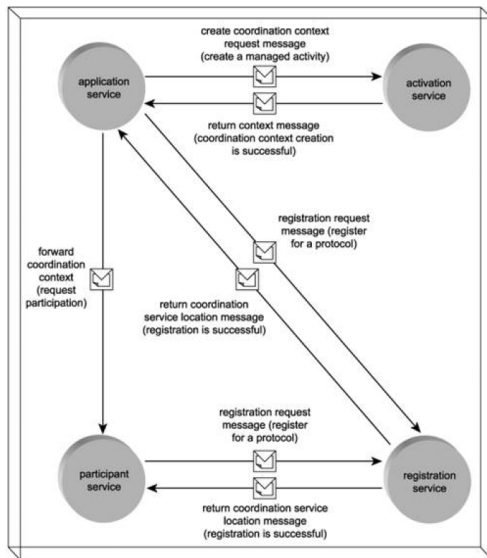 create coordination context
request message
(create a managed activity)
application
service
activation
service
return context message
(coordination context creation
is successful)
registration request
message (register
for a protocol)
forward
coordination
context
(request
participation)
return coordination
service location message
(registration is successful)
registration request
message (register
for a protocol)
participant
service
registration
service
return coordination service
location message
(registration is successful)